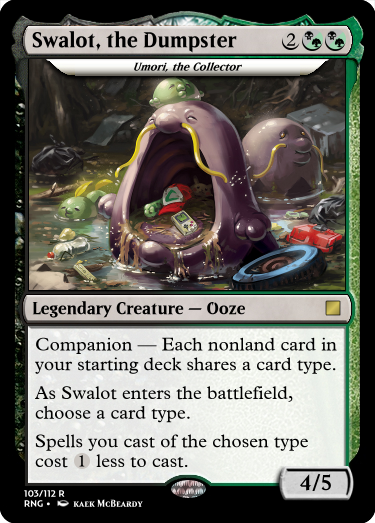 Swalot, the Dumpster 2
Umori, the Collector
Legendary Creature — Ooze
Companion — Each nonland card in
your starting deck shares a card type.
As Swalot enters the battlefield,
choose a card type.
Spells you cast of the chosen type
cost 1 less to cast.
4/5
103/112 R
RNG • KAEK MCBEARDY